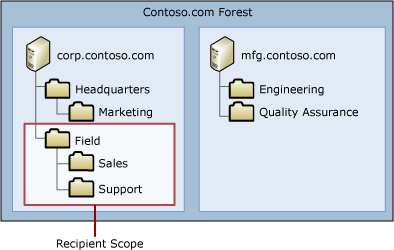 Contoso.com Forest
corp.contoso.com
Headquarters
Marketing
Field
Sales
Support
mfg.contoso.com
Engineering
Quality Assurance
Recipient Scope